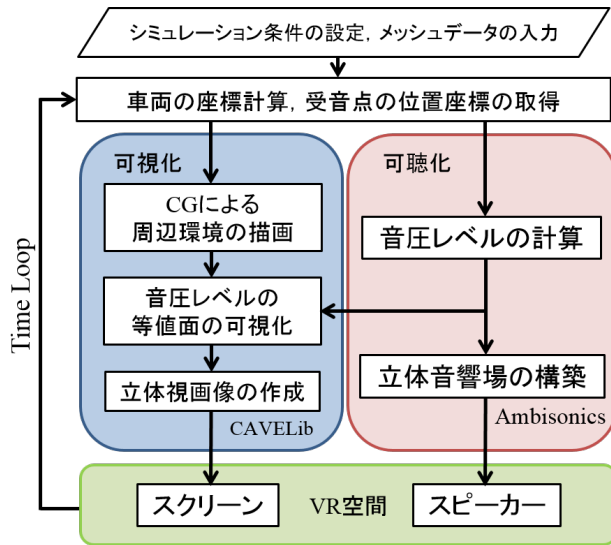 シミュレーション条件の設定，メッシュデータの入力
車両の座標計算，受音点の位置座標の取得
可視化
CGによる
周辺環境の描画
音圧レベルの
等値面の可視化
立体視画像の作成
CAVELib
可聴化
音圧レベルの計算
立体音響場の構築
Ambisonics
スクリーン
VR空間
スピーカー
Time Loop